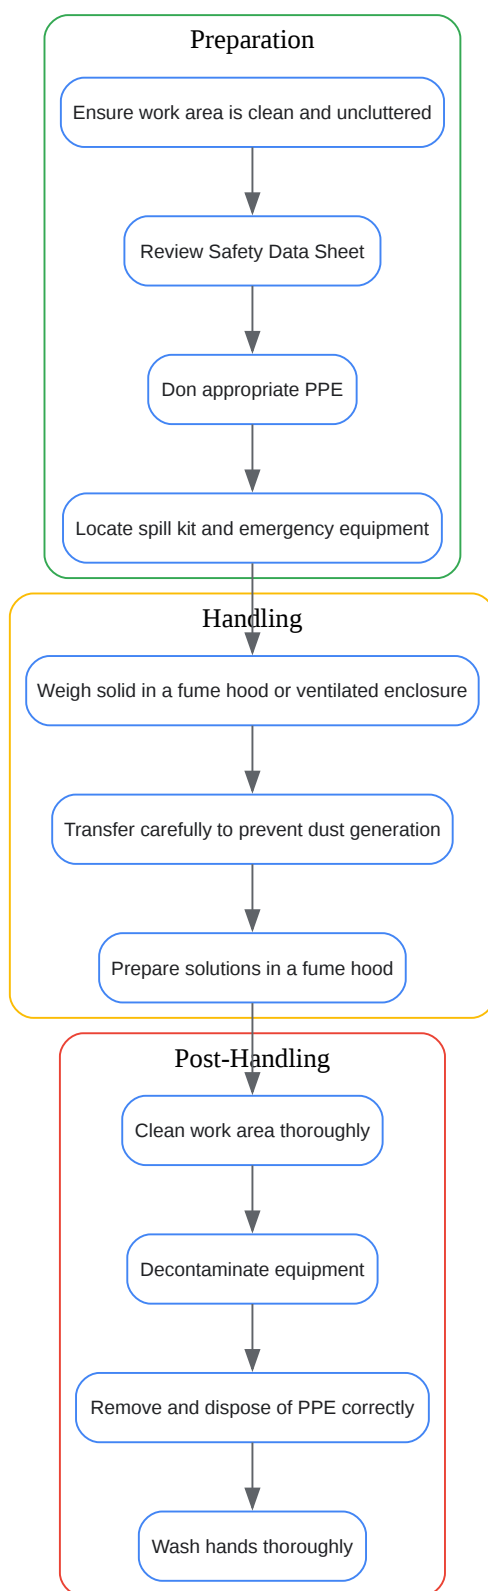 Preparation
Ensure work area is clean and uncluttered
Review Safety Data Sheet
Don appropriate PPE
Locate spill kit and emergency equipment
Handling
Weigh solid in a fume hood or ventilated enclosure
Transfer carefully to prevent dust generation
Prepare solutions in a fume hood
Post-Handling
Clean work area thoroughly
Decontaminate equipment
Remove and dispose of PPE correctly
Wash hands thoroughly